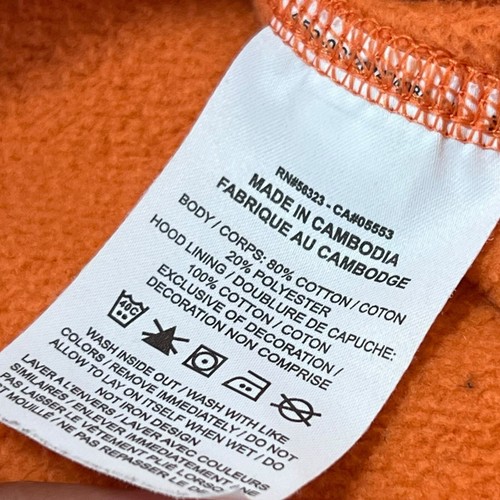 RN#56323 - CA#05553
MADE IN CAMBODIA
FABRIQUE AU CAMBODGE
BODY / CORPS: 80% COTTON / COTON
20% POLYESTER
HOOD LINING / DOUBLURE DE CAPUCHE:
100% COTTON / COTON
EXCLUSIVE OF DECORATION /
DECORATION NON COMPRISE
40C
WASH INSIDE OUT / WASH WITH LIKE
COLORS / REMOVE IMMEDIATELY / DO NOT
ALLOW TO LAY ON ITSELF WHEN WET / DO
NOT IRON DESIGN
LAVER A L'ENVERS / LAVER AVEC COULEURS
SIMILAIRES / ENLEVER IMMEDIATEMENT / NE
PAS LAISSER LE VÊTEMENT PLIÉ LORSQU'
EST MOUILLÉ / NE PAS REPASSER LE